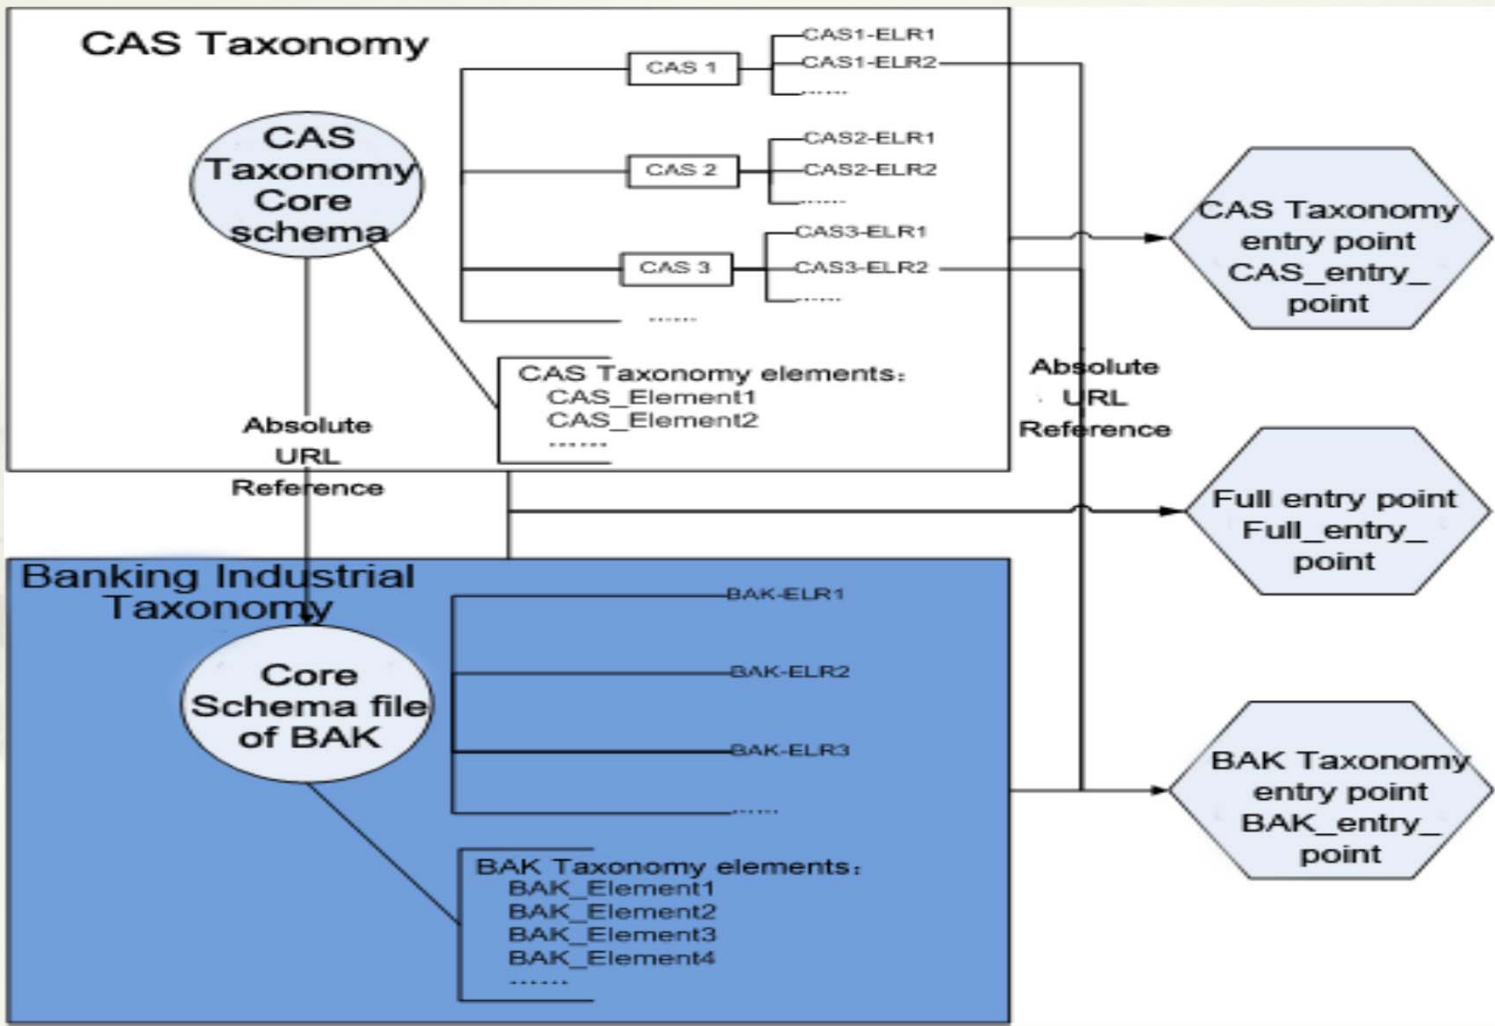 CAS Taxonomy
CAS
Taxonomy
Core
schema
CAS 1
CAS1-ELR1
CAS1-ELR2
......
CAS 2
CAS2-ELR1
CAS2-ELR2
......
CAS 3
CAS3-ELR1
CAS3-ELR2
......
......
CAS Taxonomy elements:
CAS_Element1
CAS_Element2
......
Absolute
URL
Reference
Absolute
URL
Reference
CAS Taxonomy
entry point
CAS_entry_
point
Full entry point
Full_entry_
point
Banking Industrial
Taxonomy
Core
Schema file
of BAK
BAK-ELR1
BAK-ELR2
BAK-ELR3
......
BAK Taxonomy elements:
BAK_Element1
BAK_Element2
BAK_Element3
BAK_Element4
......
BAK Taxonomy
entry point
BAK_entry_
point